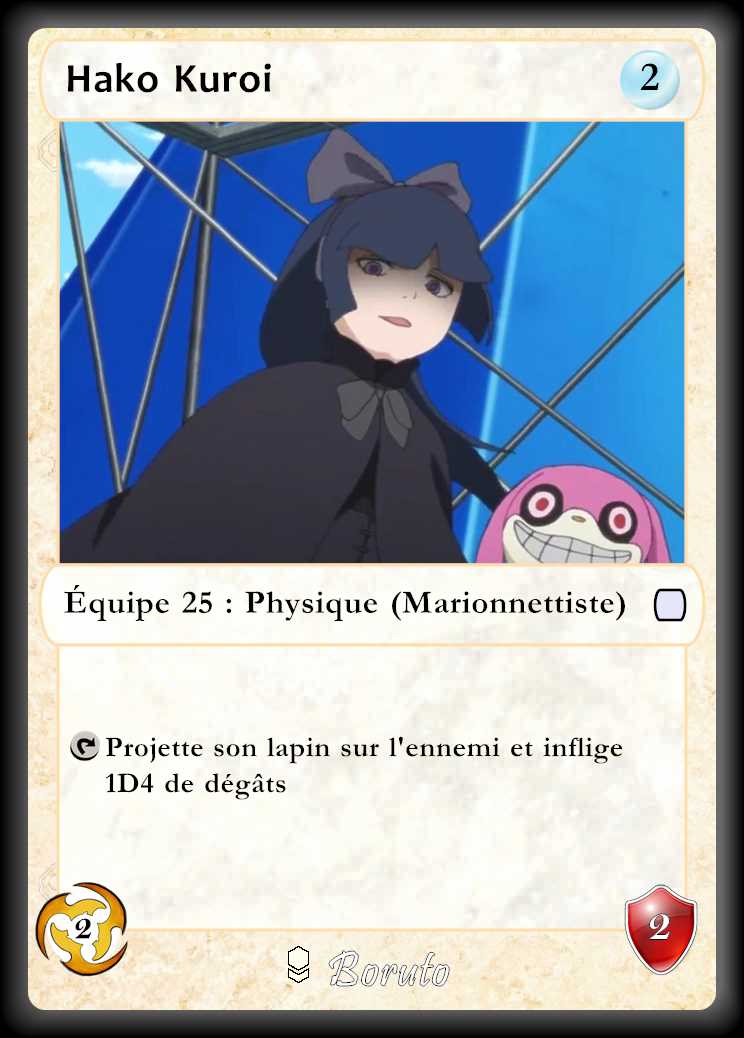 Hako Kuroi
2
Équipe 25 : Physique (Marionnettiste)
Projette son lapin sur l'ennemi et inflige
1D4 de dégâts
2
2
Boruto